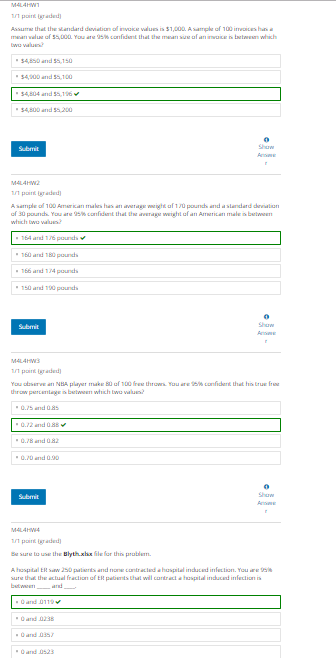 M4L4HW1
1/1 point (graded)
Assume that the standard deviation of invoice values is $1,000. A sample of 100 invoices has a
mean value of $5,000. You are 95% confident that the mean size of an invoice is between which
two values?
$4,850 and $5,150
$4,900 and $5,100
$4,804 and $5,196 ✔
$4,800 and $5,200
Submit
Show
Answe
r
M4L4HW2
1/1 point (graded)
A sample of 100 American males has an average weight of 170 pounds and a standard deviation
of 30 pounds. You are 95% confident that the average weight of an American male is between
which two values?
164 and 176 pounds ✔
160 and 180 pounds
166 and 174 pounds
150 and 190 pounds
Submit
Show
Answe
r
M4L4HW3
1/1 point (graded)
You observe an NBA player make 80 of 100 free throws. You are 95% confident that his true free
throw percentage is between which two values?
0.75 and 0.85
0.72 and 0.88 ✔
0.78 and 0.82
0.70 and 0.90
Submit
Show
Answe
r
M4L4HW4
1/1 point (graded)
Be sure to use the Blyth.xlsx file for this problem.
A hospital ER saw 250 patients and none contracted a hospital induced infection. You are 95%
sure that the actual fraction of ER patients that will contract a hospital induced infection is
between ____ and ____.
0 and .0119 ✔
0 and .0238
0 and .0357
0 and .0523